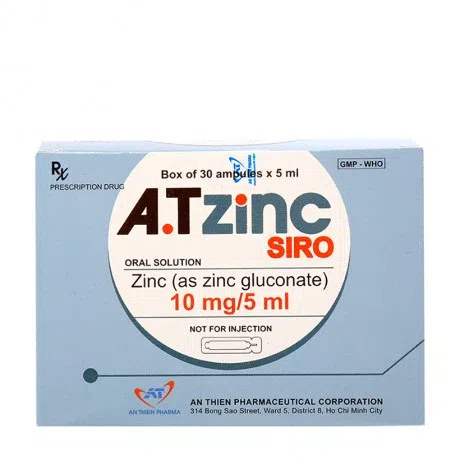 Rx
PRESCRIPTION DRUG
GMP - WHO
Box of 30 ampules x 5 ml
A.Tzinc
SIRO
ORAL SOLUTION
Zinc (as zinc gluconate)
10 mg/5 ml
NOT FOR INJECTION
AT
AN THIEN PHARMA
AN THIEN PHARMACEUTICAL CORPORATION
314 Bong Sao Street, Ward 5, District 8, Ho Chi Minh City